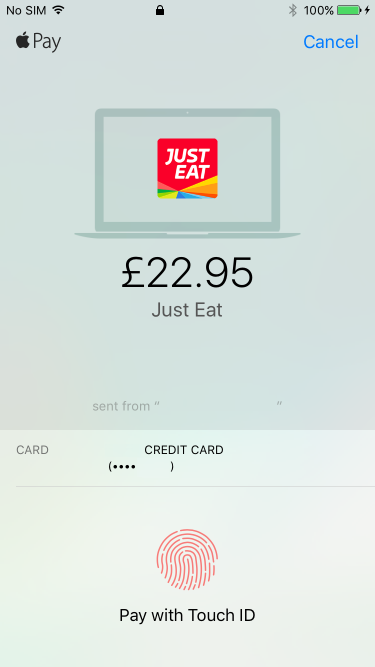 No SIM 100%
Pay Cancel
JUST
EAT
£22.95
Just Eat
sent from “ “
CARD CREDIT CARD
(•••• )
Pay with Touch ID